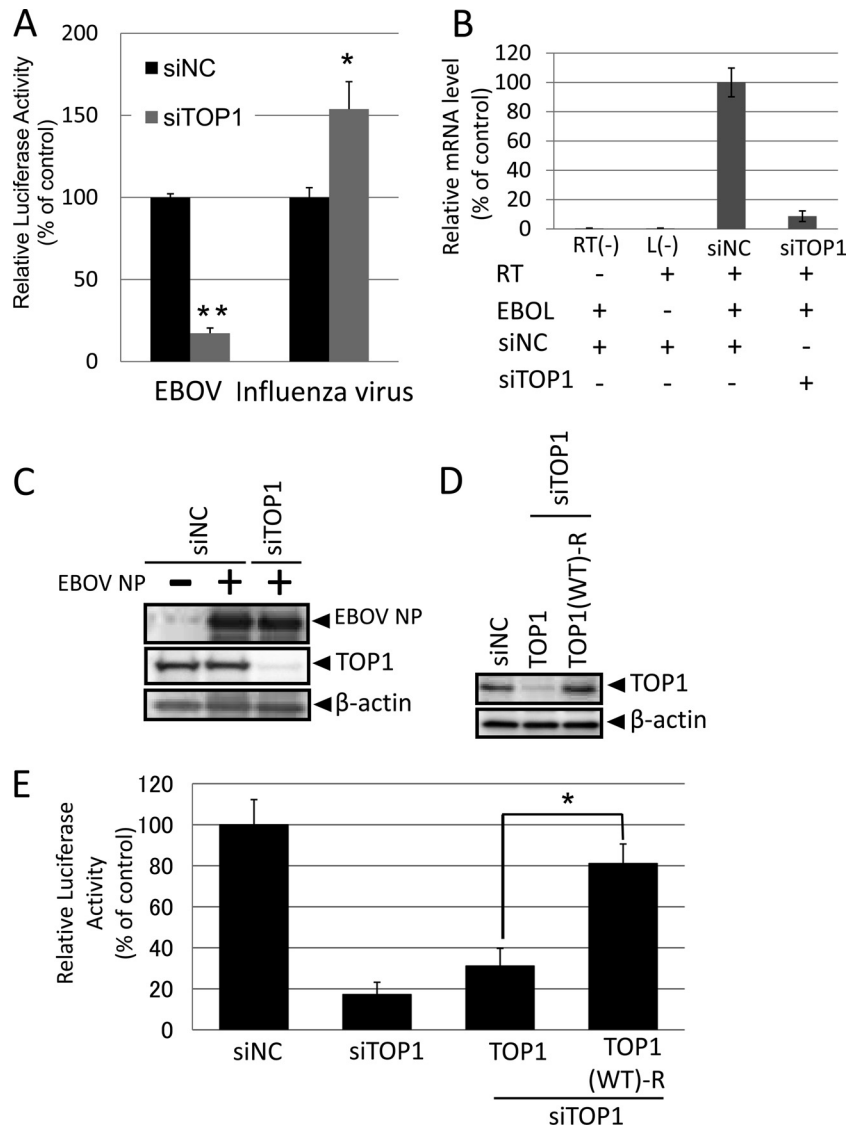 A
200
150
100
50
0
Relative Luciferase Activity
(% of control)
siNC
siTOP1
*
**
EBOV Influenza virus
B
120
100
80
60
40
20
0
Relative mRNA level
(% of control)
RT(-) L(-) siNC siTOP1
RT - + + +
EBOL + - + +
siNC + + + -
siTOP1 - - - +
C
siNC siTOP1
EBOV NP - + +
EBOV NP
TOP1
β-actin
D
siTOP1
siNC TOP1 TOP1(WT)-R
TOP1
β-actin
E
120
100
80
60
40
20
0
Relative Luciferase
Activity
(% of control)
*
siNC siTOP1 TOP1 TOP1
(WT)-R
siTOP1